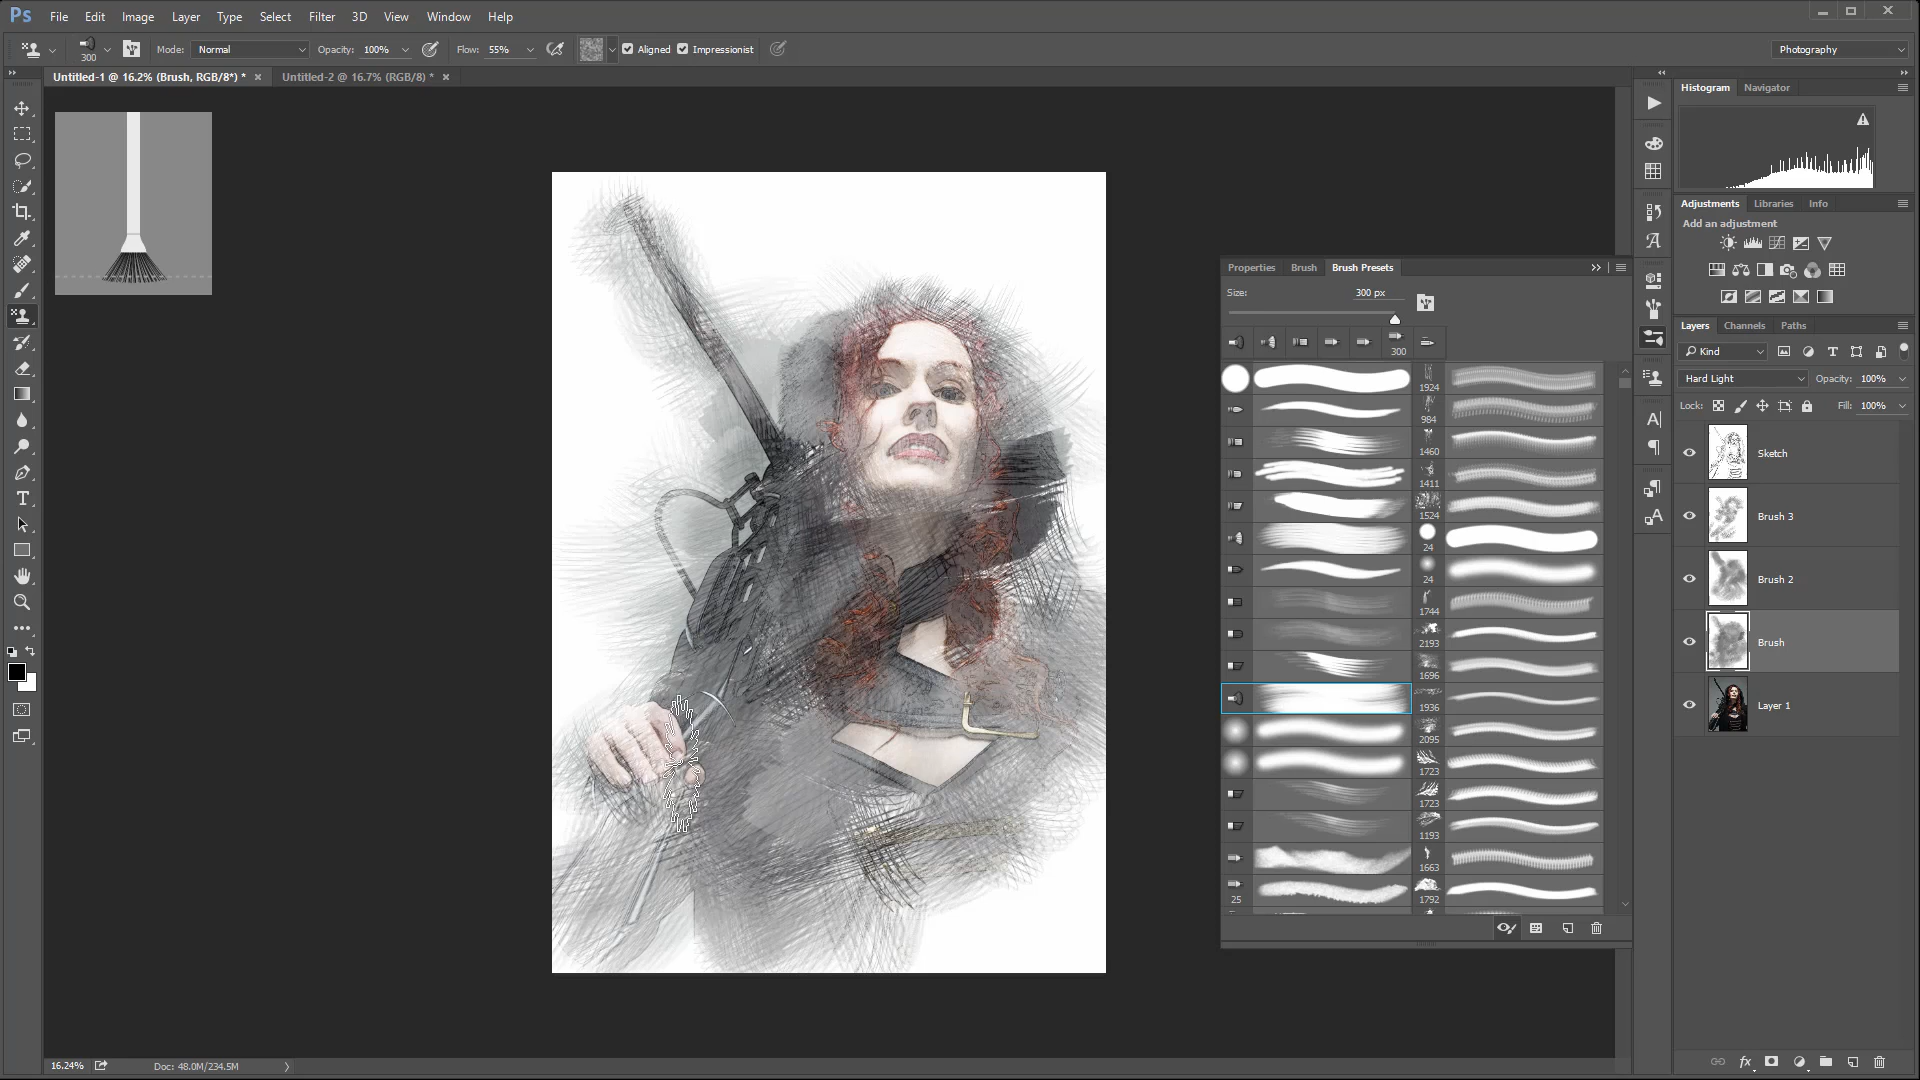 Ps File Edit Image Layer Type Select Filter 3D View Window Help
300 Mode: Normal Opacity: 100% Flow: 55% Aligned Impressionist Photography
Untitled-1 @ 16.2% (Brush, RGB/8*) * × Untitled-2 @ 16.7% (RGB/8) * ×
Histogram Navigator
Adjustments Libraries Info
Add an adjustment
Properties Brush Brush Presets
Size: 300 px
300
1924
984
1460
1411
1524
24
24
1744
2193
1696
1936
2095
1723
1723
1193
1663
25 1792
Layers Channels Paths
Kind
Hard Light Opacity: 100%
Lock: Fill: 100%
Sketch
Brush 3
Brush 2
Brush
Layer 1
fx
16.24% Doc: 48.0M/234.5M